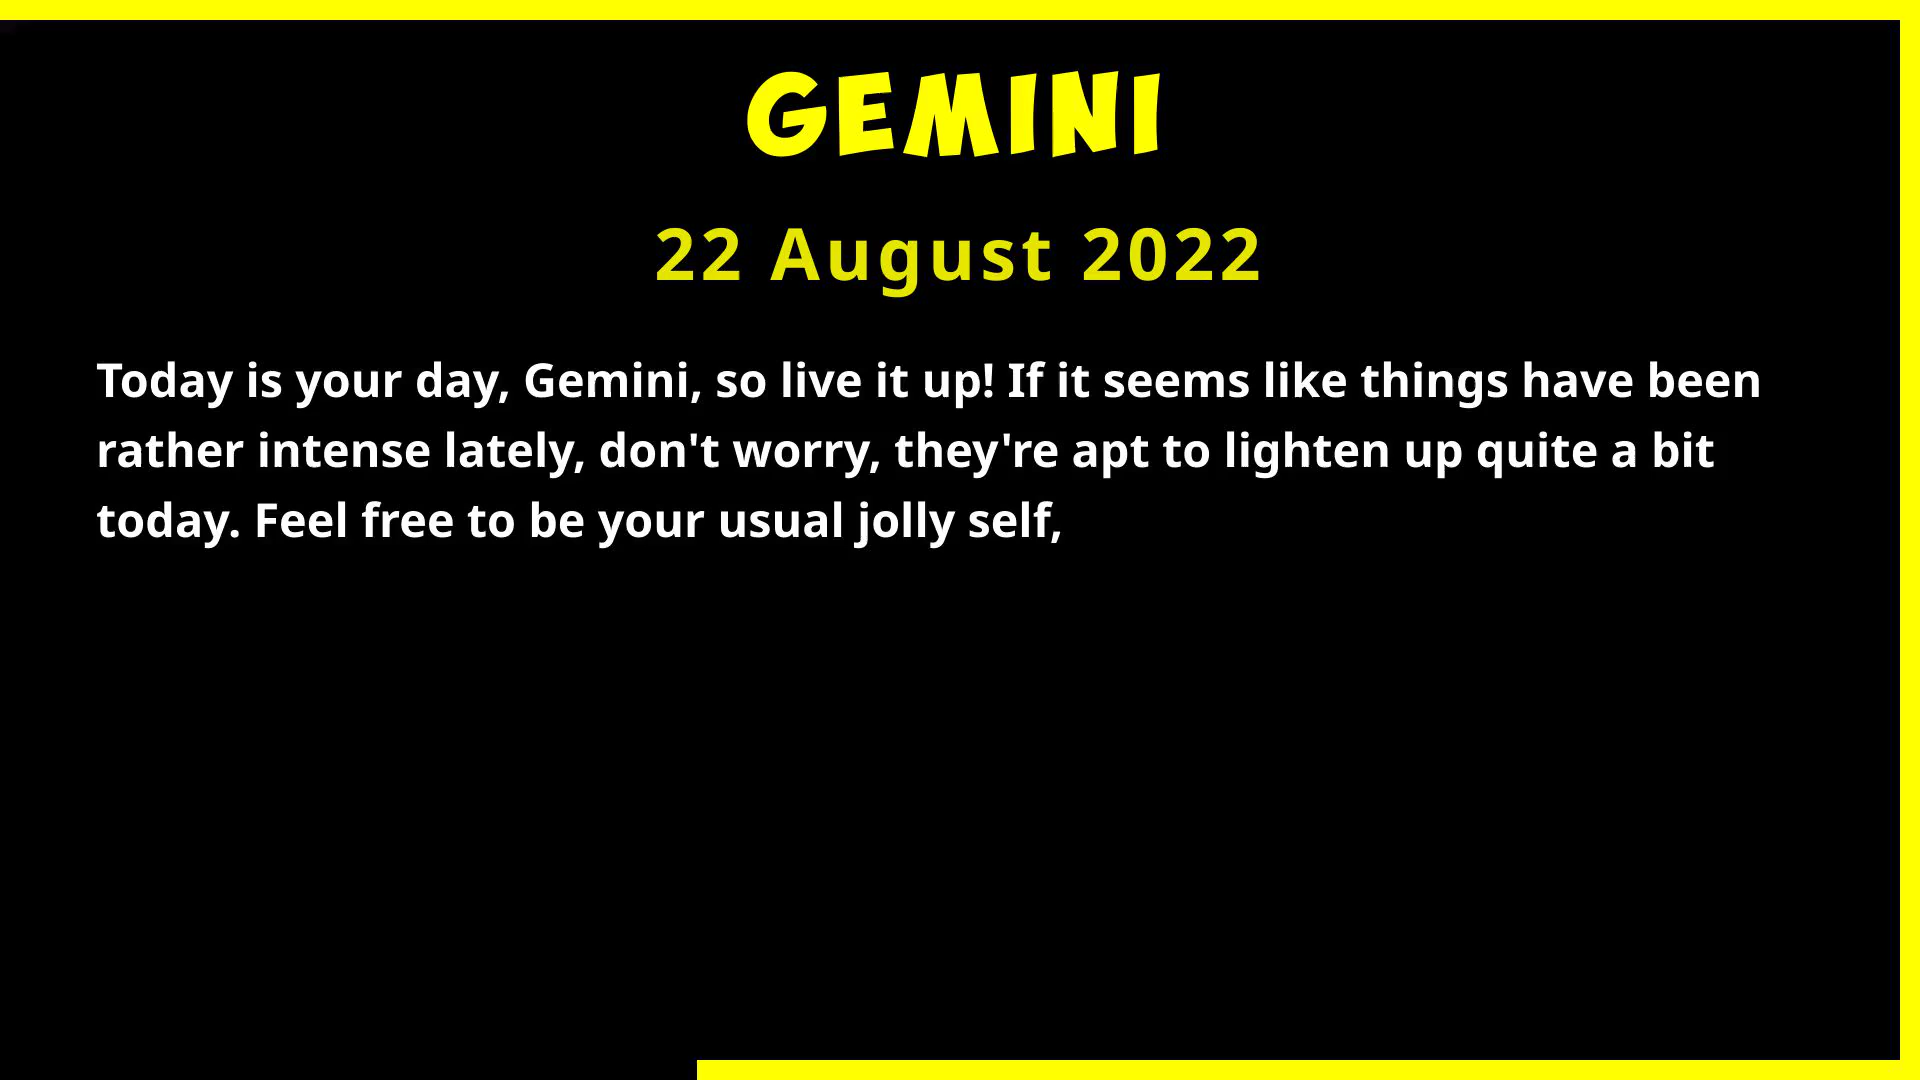 GEMINI
22 August 2022
Today is your day, Gemini, so live it up! If it seems like things have been
rather intense lately, don't worry, they're apt to lighten up quite a bit
today. Feel free to be your usual jolly self,